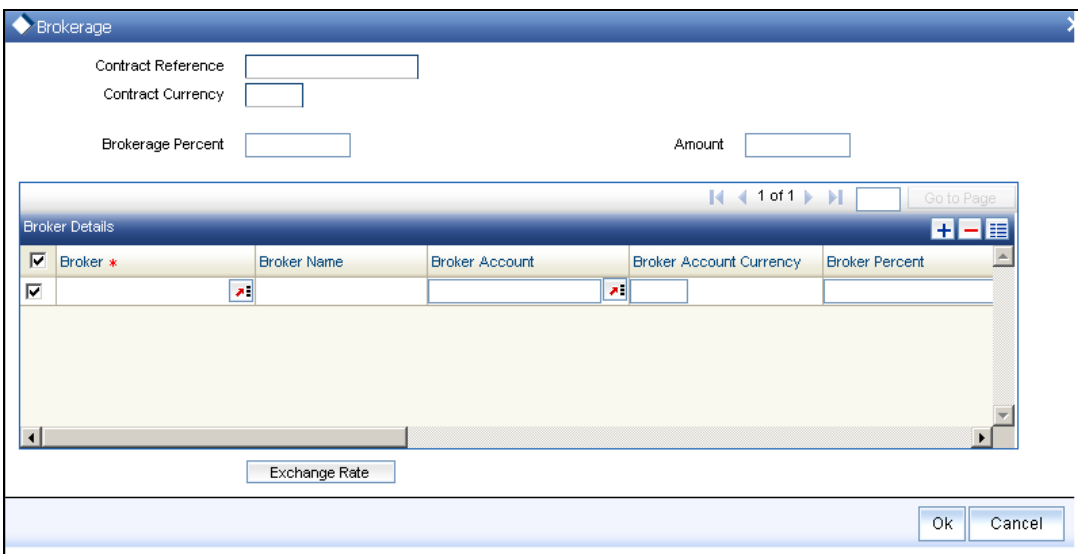 Brokerage
Contract Reference
Contract Currency
Brokerage Percent Amount
1 of 1 Go to Page
Broker Details
Broker * Broker Name Broker Account Broker Account Currency Broker Percent
Exchange Rate
Ok Cancel